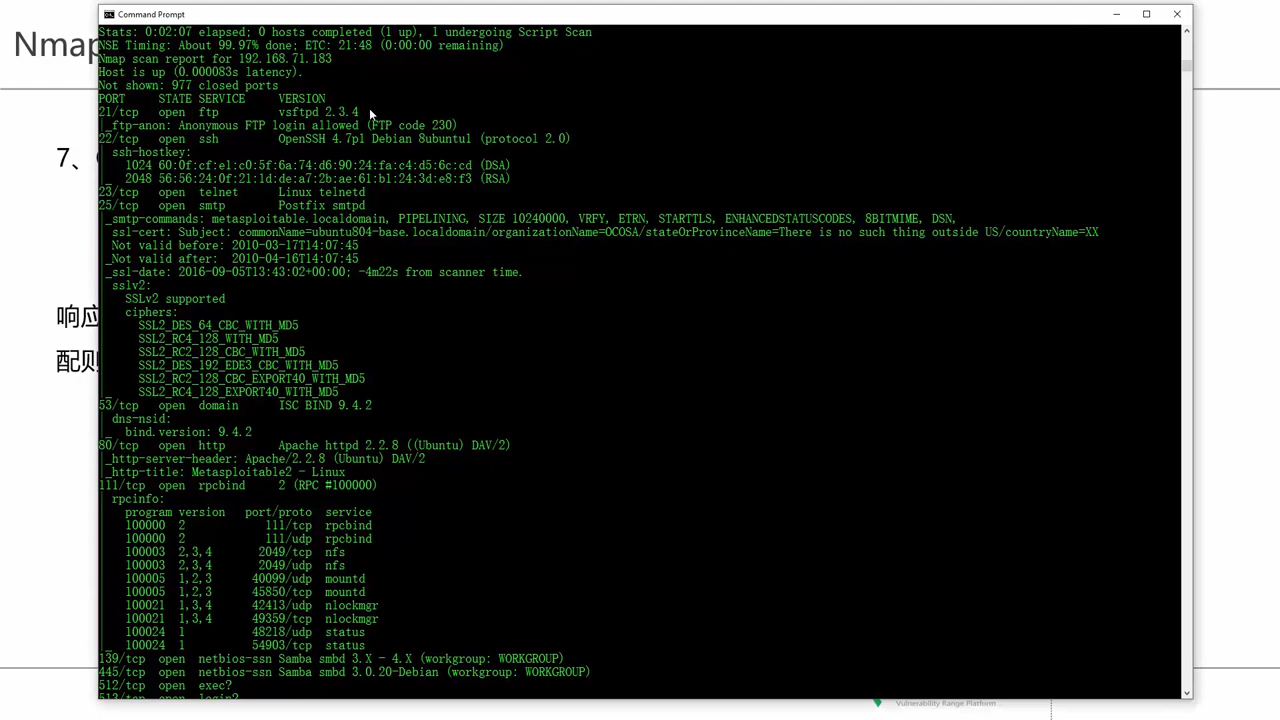 Command Prompt
Nmap
7、
响应
配则
Stats: 0:02:07 elapsed; 0 hosts completed (1 up), 1 undergoing Script Scan
NSE Timing: About 99.97% done; ETC: 21:48 (0:00:00 remaining)
Nmap scan report for 192.168.71.183
Host is up (0.000083s latency).
Not shown: 977 closed ports
PORT STATE SERVICE VERSION
21/tcp open ftp vsftpd 2.3.4
|_ftp-anon: Anonymous FTP login allowed (FTP code 230)
22/tcp open ssh OpenSSH 4.7p1 Debian 8ubuntu1 (protocol 2.0)
| ssh-hostkey:
| 1024 60:0f:cf:e1:c0:5f:6a:74:d6:90:24:fa:c4:d5:6c:cd (DSA)
|_ 2048 56:56:24:0f:21:1d:de:a7:2b:ae:61:b1:24:3d:e8:f3 (RSA)
23/tcp open telnet Linux telnetd
25/tcp open smtp Postfix smtpd
|_smtp-commands: metasploitable.localdomain, PIPELINING, SIZE 10240000, VRFY, ETRN, STARTTLS, ENHANCEDSTATUSCODES, 8BITMIME, DSN,
| ssl-cert: Subject: commonName=ubuntu804-base.localdomain/organizationName=OCOSA/stateOrProvinceName=There is no such thing outside US/countryName=XX
| Not valid before: 2010-03-17T14:07:45
|_Not valid after: 2010-04-16T14:07:45
|_ssl-date: 2016-09-05T13:43:02+00:00; -4m22s from scanner time.
| sslv2:
| SSLv2 supported
| ciphers:
| SSL2_DES_64_CBC_WITH_MD5
| SSL2_RC4_128_WITH_MD5
| SSL2_RC2_128_CBC_WITH_MD5
| SSL2_DES_192_EDE3_CBC_WITH_MD5
| SSL2_RC2_128_CBC_EXPORT40_WITH_MD5
|_ SSL2_RC4_128_EXPORT40_WITH_MD5
53/tcp open domain ISC BIND 9.4.2
| dns-nsid:
|_ bind.version: 9.4.2
80/tcp open http Apache httpd 2.2.8 ((Ubuntu) DAV/2)
|_http-server-header: Apache/2.2.8 (Ubuntu) DAV/2
|_http-title: Metasploitable2 - Linux
111/tcp open rpcbind 2 (RPC #100000)
| rpcinfo:
| program version port/proto service
| 100000 2 111/tcp rpcbind
| 100000 2 111/udp rpcbind
| 100003 2,3,4 2049/tcp nfs
| 100003 2,3,4 2049/udp nfs
| 100005 1,2,3 40099/udp mountd
| 100005 1,2,3 45850/tcp mountd
| 100021 1,3,4 42413/udp nlockmgr
| 100021 1,3,4 49359/tcp nlockmgr
| 100024 1 48218/udp status
|_ 100024 1 54903/tcp status
139/tcp open netbios-ssn Samba smbd 3.X - 4.X (workgroup: WORKGROUP)
445/tcp open netbios-ssn Samba smbd 3.0.20-Debian (workgroup: WORKGROUP)
512/tcp open exec?
513/tcp open login?
Vulnerability Range Platform